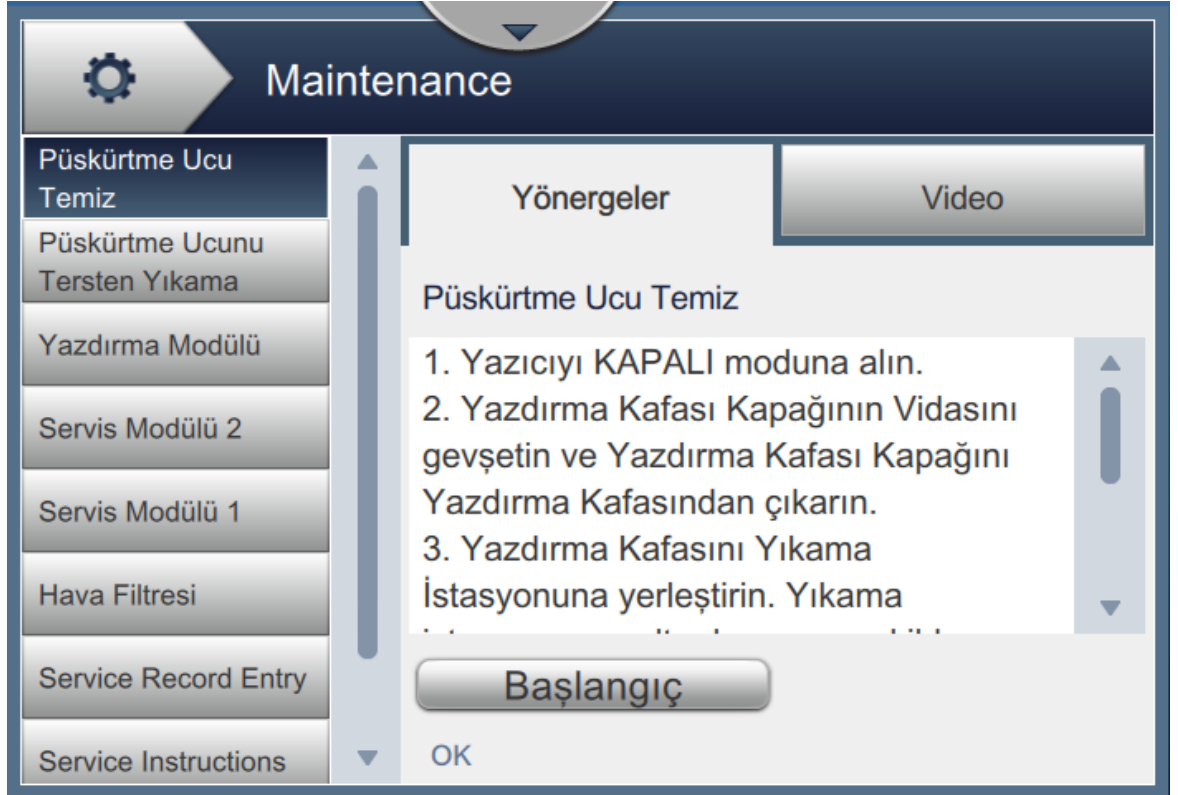 Maintenance
Püskürtme Ucu
Temiz
Püskürtme Ucunu
Tersten Yıkama
Yazdırma Modülü
Servis Modülü 2
Servis Modülü 1
Hava Filtresi
Service Record Entry
Service Instructions
Yönergeler
Video
Püskürtme Ucu Temiz
1. Yazıcıyı KAPALI moduna alın.
2. Yazdırma Kafası Kapağının Vidasını
gevşetin ve Yazdırma Kafası Kapağını
Yazdırma Kafasından çıkarın.
3. Yazdırma Kafasını Yıkama
İstasyonuna yerleştirin. Yıkama
Başlangıç
OK